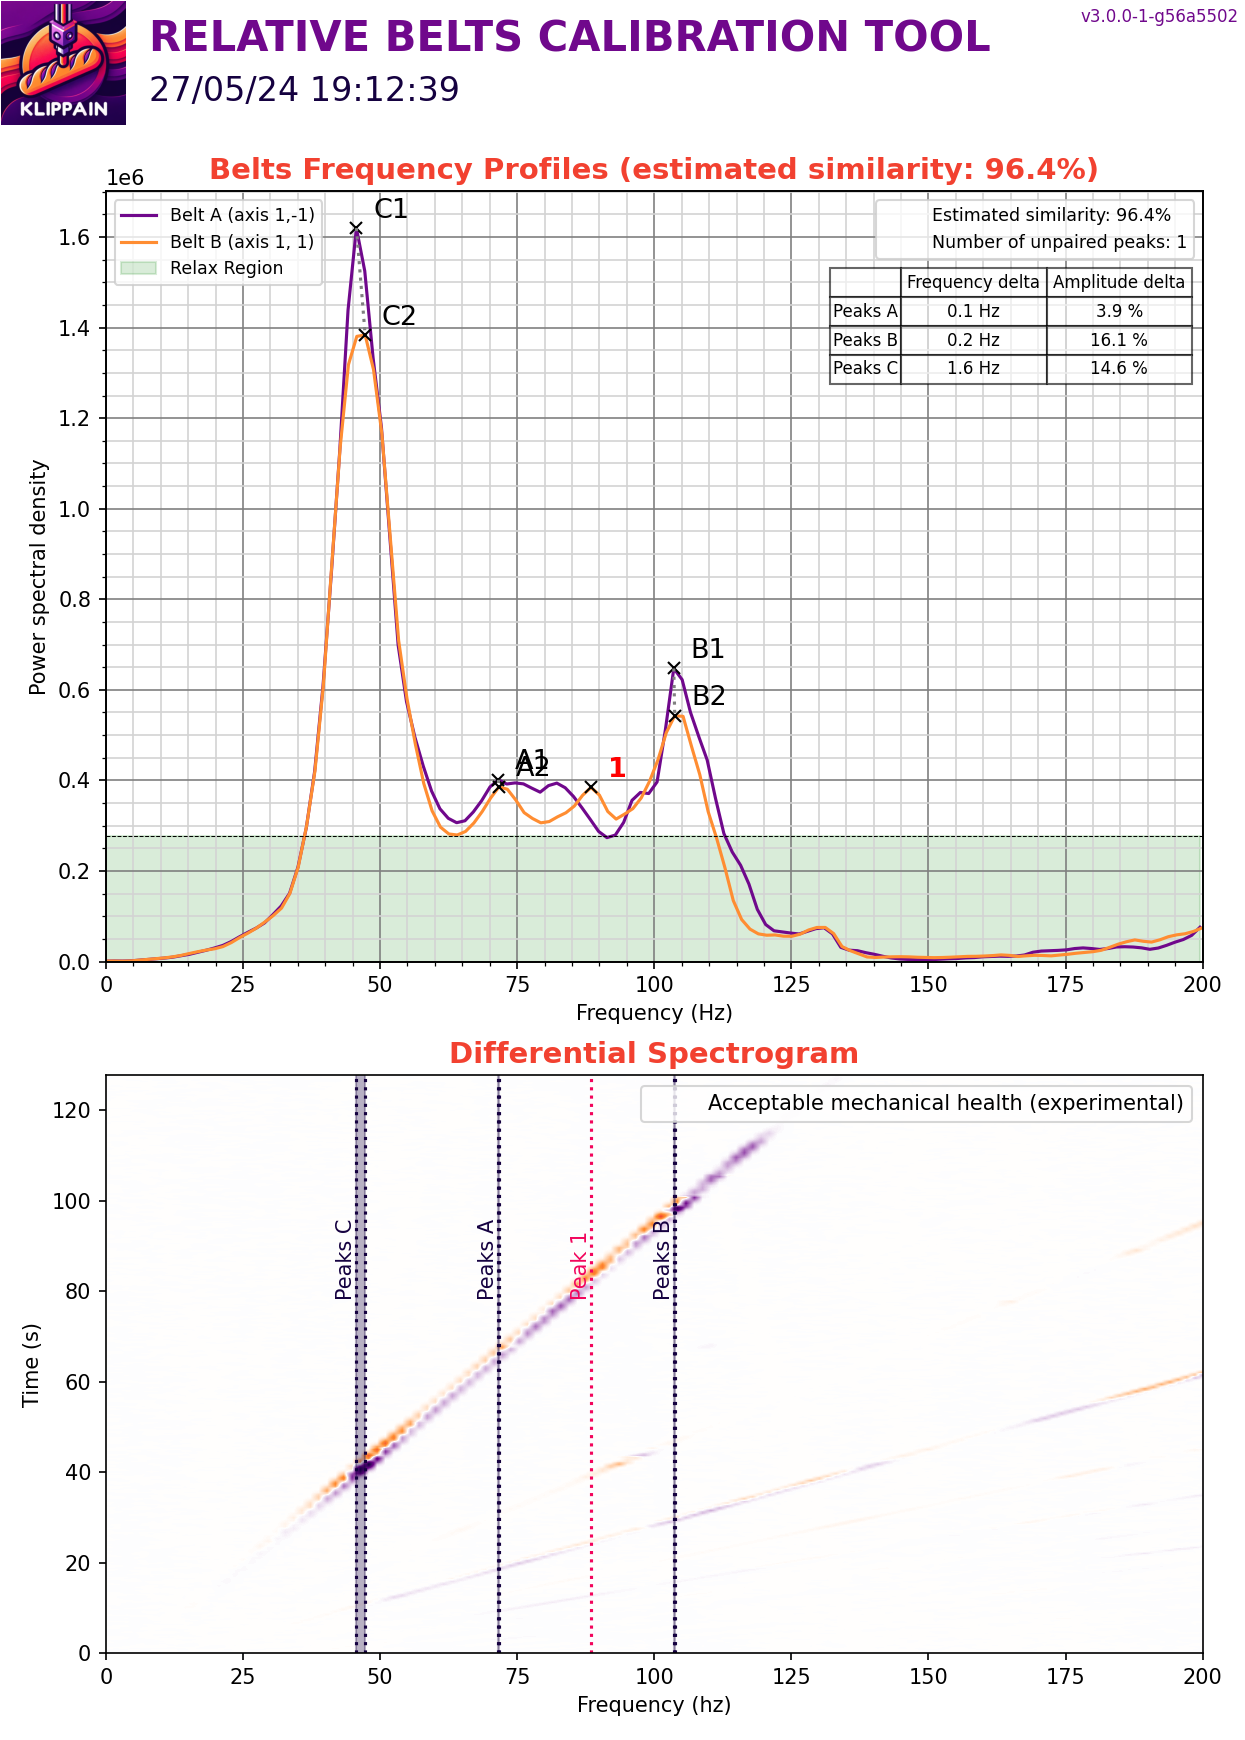 RELATIVE BELTS CALIBRATION TOOL
v3.0.0-1-g56a5502
27/05/24 19:12:39
KLIPPAIN
Belts Frequency Profiles (estimated similarity: 96.4%)
1e6
Belt A (axis 1,-1)
Belt B (axis 1, 1)
Relax Region
Estimated similarity: 96.4%
Number of unpaired peaks: 1
Frequency delta Amplitude delta
Peaks A 0.1 Hz 3.9 %
Peaks B 0.2 Hz 16.1 %
Peaks C 1.6 Hz 14.6 %
C1
C2
B1
B2
A1
A2
1
1.6
1.4
1.2
1.0
0.8
0.6
0.4
0.2
0.0
Power spectral density
0 25 50 75 100 125 150 175 200
Frequency (Hz)
Differential Spectrogram
Acceptable mechanical health (experimental)
Peaks C
Peaks A
Peak 1
Peaks B
120
100
80
60
40
20
0
Time (s)
0 25 50 75 100 125 150 175 200
Frequency (hz)